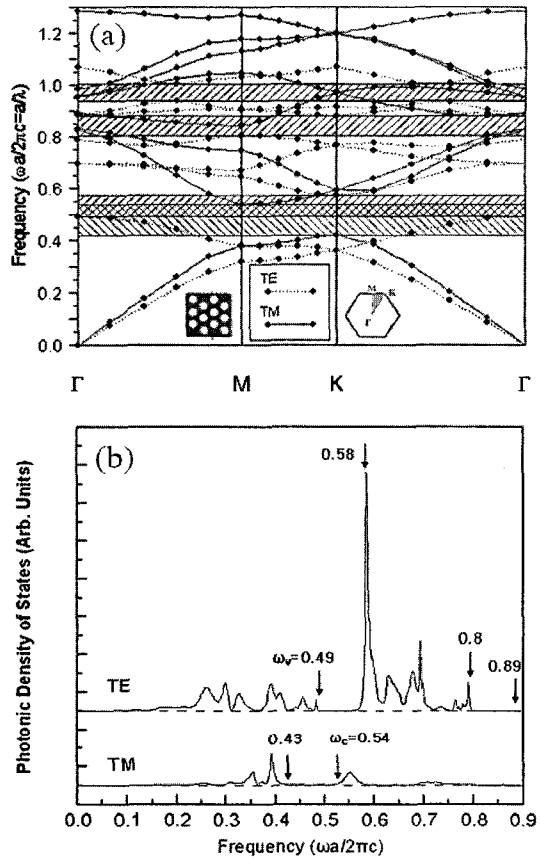 (a)
Frequency (ωa/2πc=a/λ)
1.2
1.0
0.8
0.6
0.4
0.2
0.0
TE
TM
M
K
Γ
Γ
M
K
Γ
(b)
Photonic Density of States (Arb. Units)
0.58
ωv=0.49
0.8
0.89
TE
0.43
ωc=0.54
TM
0.0 0.1 0.2 0.3 0.4 0.5 0.6 0.7 0.8 0.9
Frequency (ωa/2πc)